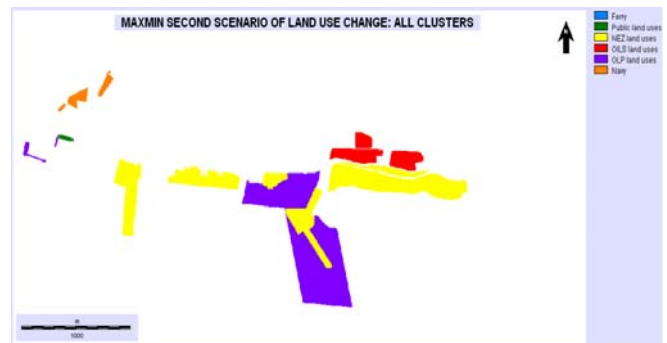 MAXMIN SECOND SCENARIO OF LAND USE CHANGE: ALL CLUSTERS
Ferry
Public land uses
NEZ land uses
OILS land uses
OLP land uses
Navy
m
1000